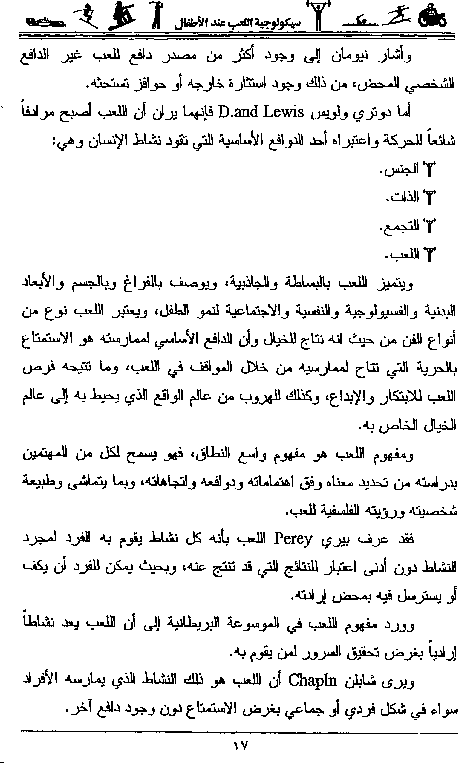 سيكولوجية اللعب عند الأطفال
وأشار نيومان إلى وجود أكثر من مصدر دافع للعب غير الدافع
الشخصي المحض، من ذلك وجود استثارة خارجه أو حوافز تستحثه.
أما دوتري ولويس D.and Lewis فإنهما يران أن اللعب أصبح مرادفاً
شائعاً للحركة واعتبراه أحد الدوافع الأساسية التي تقود نشاط الإنسان وهي:
الجنس.
الذات.
التجمع.
اللعب.
ويتميز اللعب بالبساطة والجاذبية، ويوصف بالفراغ وبالجسم والأبعاد
البدنية والفسيولوجية والنفسية والاجتماعية لنمو الطفل، ويعتبر اللعب نوع من
أنواع الفن من حيث انه نتاج للخيال وأن الدافع الأساسي لممارسته هو الاستمتاع
بالحرية التي تتاح لممارسيه من خلال المواقف في اللعب، وما تتيحه فرص
اللعب للابتكار والإبداع، وكذلك للهروب من عالم الواقع الذي يحيط به إلى عالم
الخيال الخاص به.
ومفهوم اللعب هو مفهوم واسع النطاق، فهو يسمح لكل من المهتمين
بدراسته من تحديد معناه وفق اهتماماته ودوافعه واتجاهاته، وبما يتماشى وطبيعة
شخصيته ورؤيته الفلسفية للعب.
فقد عرف بيري Perey اللعب بأنه كل نشاط يقوم به الفرد لمجرد
النشاط دون أدنى اعتبار للنتائج التي قد تنتج عنه، وبحيث يمكن للفرد أن يكف
أو يسترسل فيه بمحض إرادته.
وورد مفهوم اللعب في الموسوعة البريطانية إلى أن اللعب يعد نشاطاً
إرادياً بغرض تحقيق السرور لمن يقوم به.
ويرى شابلن Chapln أن اللعب هو ذلك النشاط الذي يمارسه الأفراد
سواء في شكل فردي أو جماعي بغرض الاستمتاع دون وجود دافع آخر.
١٧